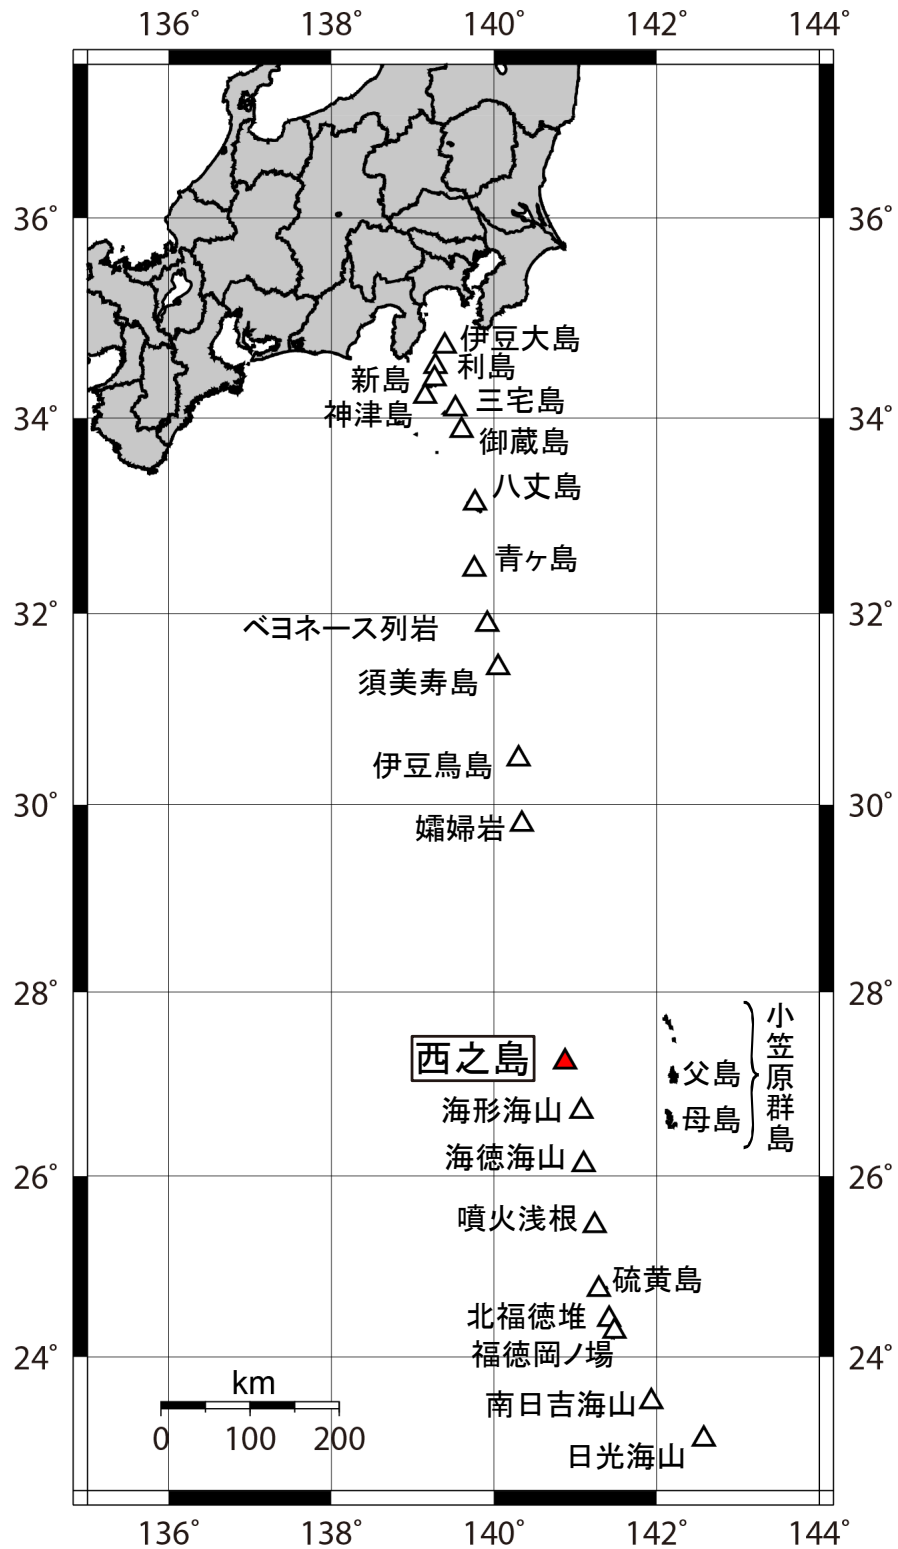 136° 138° 140° 142° 144°
36° 36°
伊豆大島
利島
新島
三宅島
神津島
34° 34°
御蔵島
八丈島
青ヶ島
32° 32°
ベヨネース列岩
須美寿島
伊豆鳥島
30° 30°
孀婦岩
28° 28°
小笠原群島
西之島
父島
海形海山
母島
海徳海山
26° 26°
噴火浅根
硫黄島
北福徳堆
福徳岡ノ場
24° 24°
km
南日吉海山
0 100 200
日光海山
136° 138° 140° 142° 144°